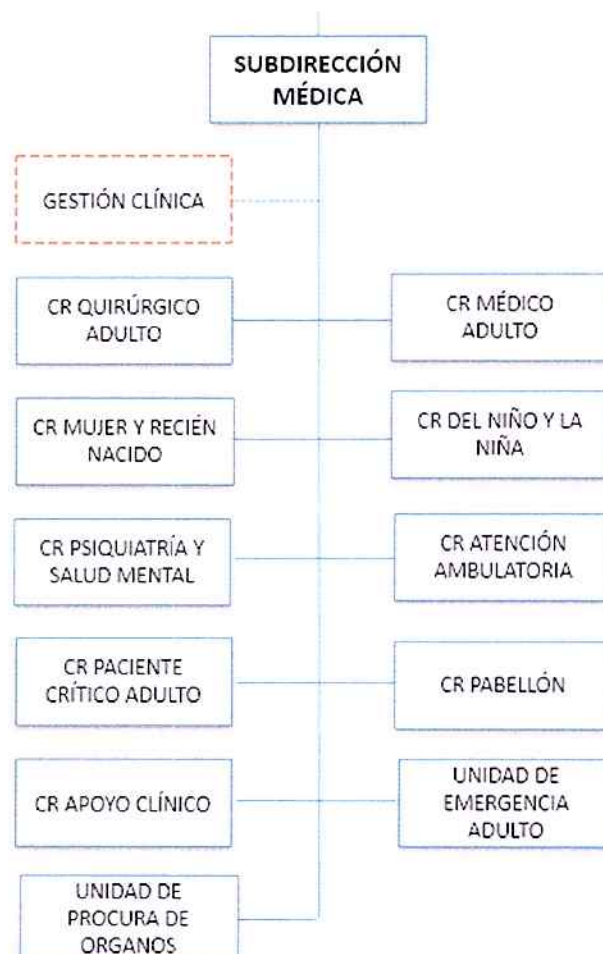 SUBDIRECCIÓN
MÉDICA
GESTIÓN CLÍNICA
CR QUIRÚRGICO
ADULTO
CR MÉDICO
ADULTO
CR MUJER Y RECIÉN
NACIDO
CR DEL NIÑO Y LA
NIÑA
CR PSIQUIATRÍA Y
SALUD MENTAL
CR ATENCIÓN
AMBULATORIA
CR PACIENTE
CRÍTICO ADULTO
CR PABELLÓN
CR APOYO CLÍNICO
UNIDAD DE
EMERGENCIA
ADULTO
UNIDAD DE
PROCURA DE
ORGANOS